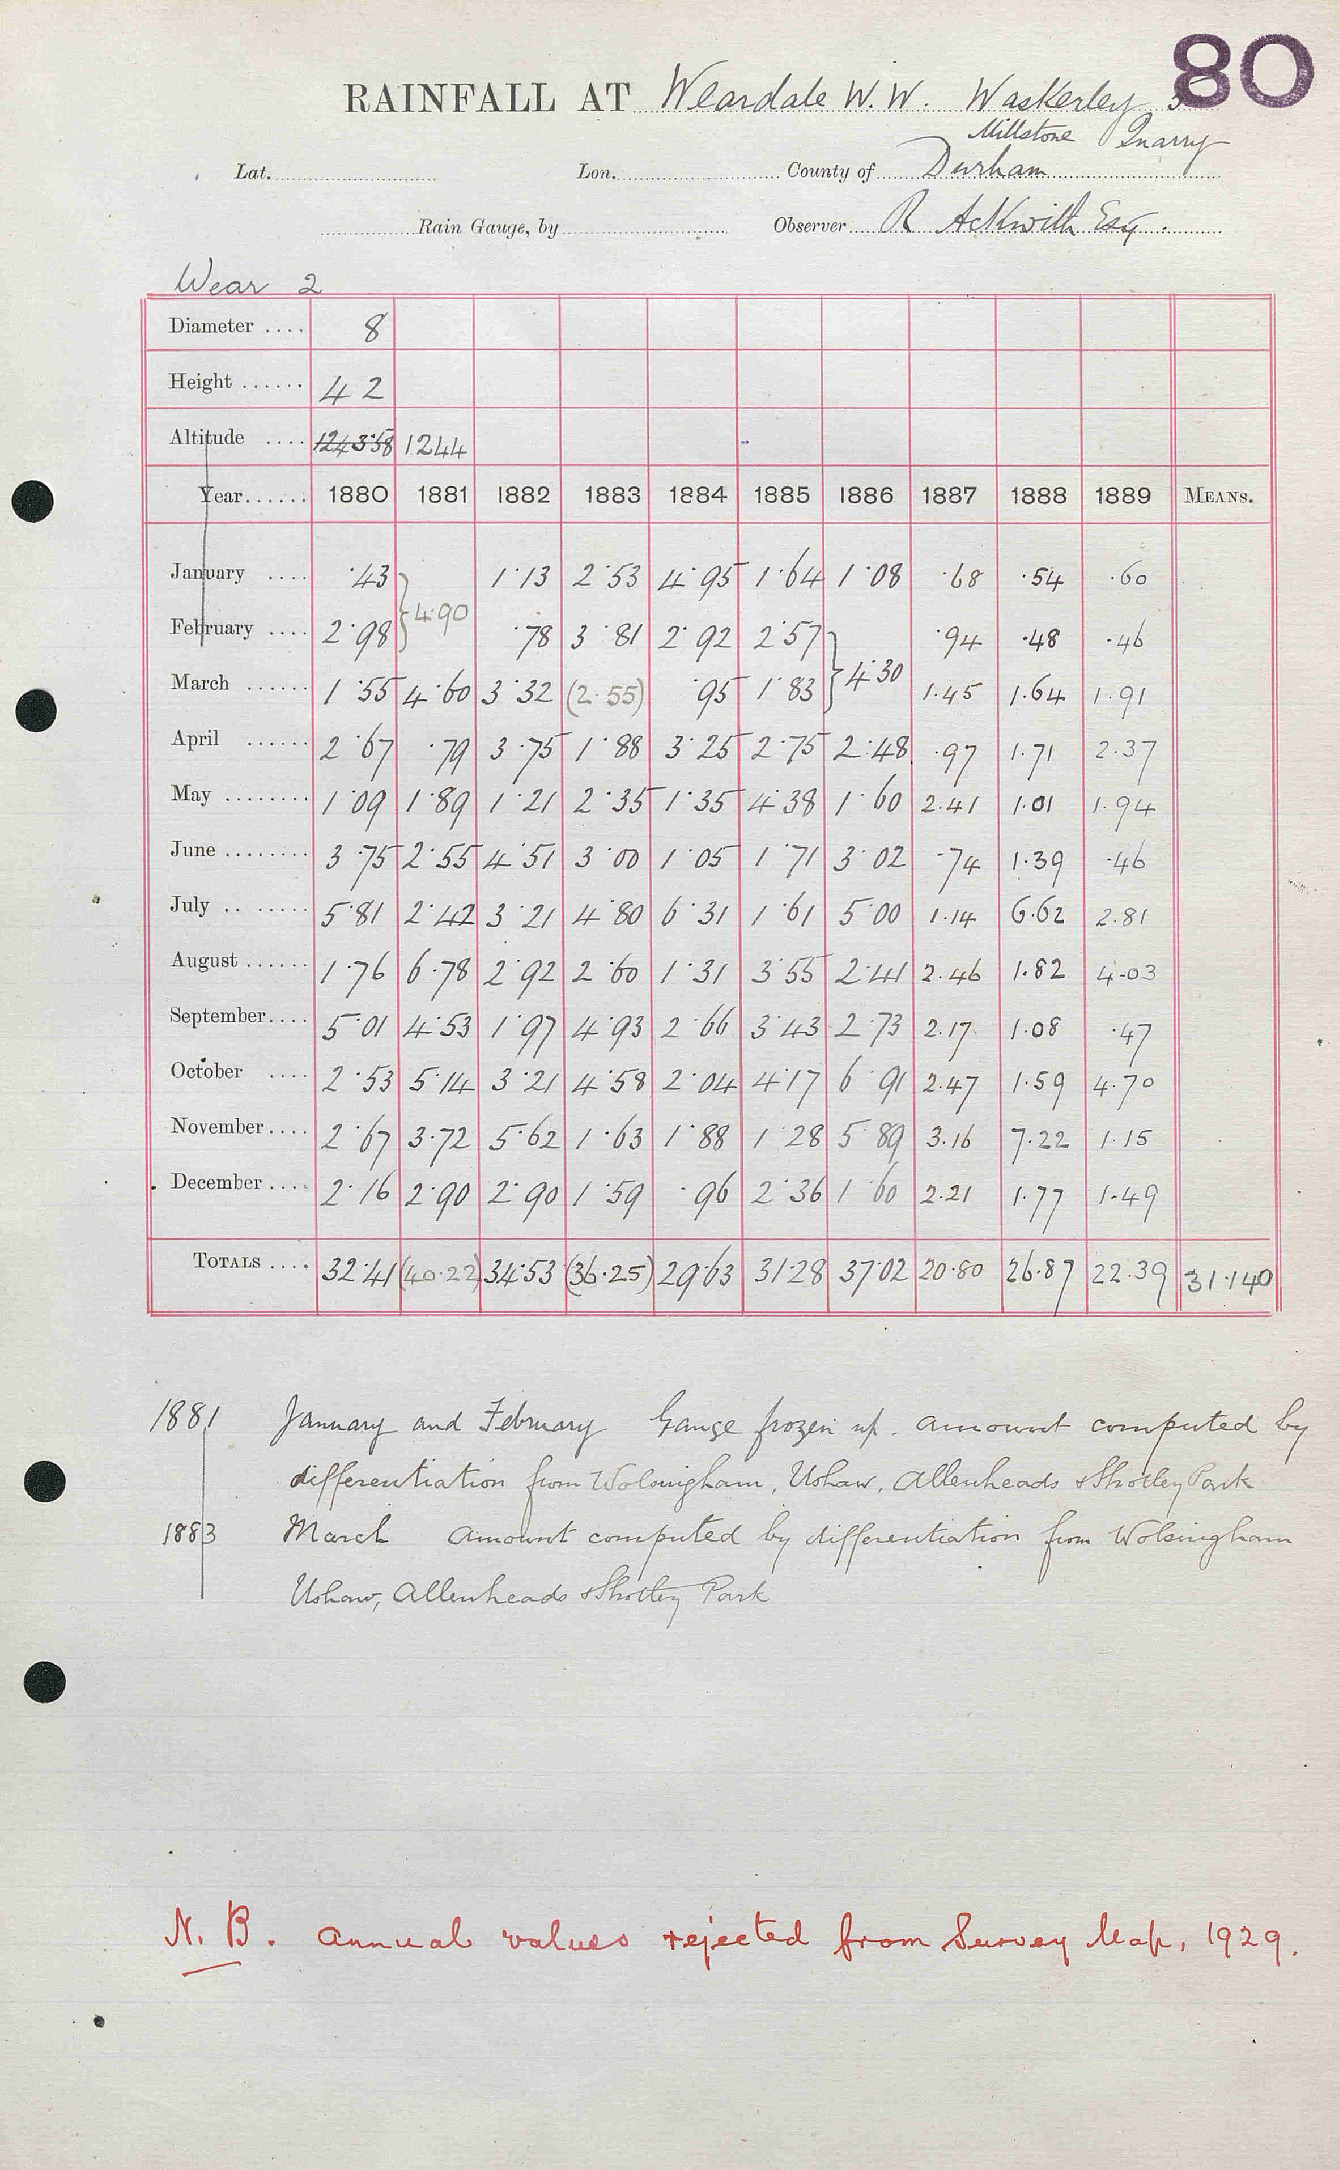 80
RAINFALL AT Weardale W.W. Waskerley 3
Millstone Quarry
Lat. Lon. County of Durham
Rain Gauge, by Observer R Askwith Esq.
Wear 2
Diameter .... 8
Height ...... 42
Altitude .... 1243·58 1244
Year...... 1880 1881 1882 1883 1884 1885 1886 1887 1888 1889 MEANS.
January .... ·43 } 4·90 1·13 2·53 4·95 1·64 1·08 ·68 ·54 ·60
February .... 2·98 ·78 3·81 2·92 2·57 } 4·30 ·94 ·48 ·46
March ...... 1·55 4·60 3·32 (2·55) ·95 1·83 1·45 1·64 1·91
April ...... 2·67 ·79 3·75 1·88 3·25 2·75 2·48 ·97 1·71 2·37
May ........ 1·09 1·89 1·21 2·35 1·35 4·38 1·60 2·41 1·01 1·94
June ........ 3·75 2·55 4·51 3·00 1·05 1·71 3·02 ·74 1·39 ·46
July .. ...... 5·81 2·42 3·21 4·80 6·31 1·61 5·00 1·14 6·62 2·81
August ...... 1·76 6·78 2·92 2·60 1·31 3·55 2·41 2·46 1·82 4·03
September.... 5·01 4·53 1·97 4·93 2·66 3·43 2·73 2·17 1·08 ·47
October .... 2·53 5·14 3·21 4·58 2·04 4·17 6·91 2·47 1·59 4·70
November.... 2·67 3·72 5·62 1·63 1·88 1·28 5·89 3·16 7·22 1·15
December.... 2·16 2·90 2·90 1·59 ·96 2·36 1·60 2·21 1·77 1·49
TOTALS .... 32·41 (40·22) 34·53 (36·25) 29·63 31·28 37·02 20·80 26·87 22·39 31·140
1881 January and February Gauge frozen up. amount computed by
differentiation from Wolsingham, Ushaw, Allenheads & Shotley Park
1883 March amount computed by differentiation from Wolsingham
Ushaw, Allenheads & Shotley Park
N.B. annual values rejected from Survey Map, 1929.